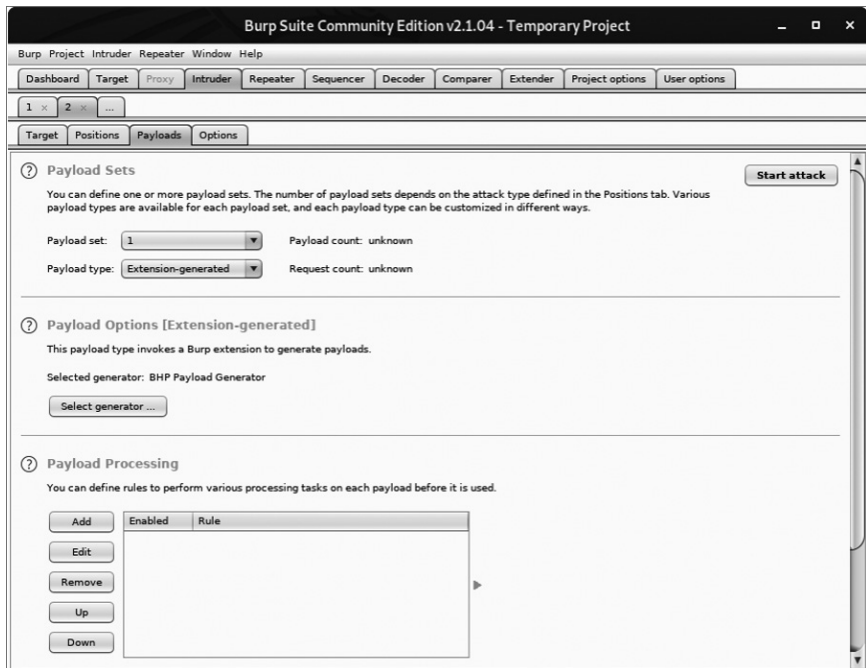 Burp Suite Community Edition v2.1.04 - Temporary Project
Burp Project Intruder Repeater Window Help
Dashboard Target Proxy Intruder Repeater Sequencer Decoder Comparer Extender Project options User options
1 × 2 × ...
Target Positions Payloads Options
? Payload Sets
Start attack
You can define one or more payload sets. The number of payload sets depends on the attack type defined in the Positions tab. Various
payload types are available for each payload set, and each payload type can be customized in different ways.
Payload set: 1 Payload count: unknown
Payload type: Extension-generated Request count: unknown
? Payload Options [Extension-generated]
This payload type invokes a Burp extension to generate payloads.
Selected generator: BHP Payload Generator
Select generator ...
? Payload Processing
You can define rules to perform various processing tasks on each payload before it is used.
Add Enabled Rule
Edit
Remove
Up
Down